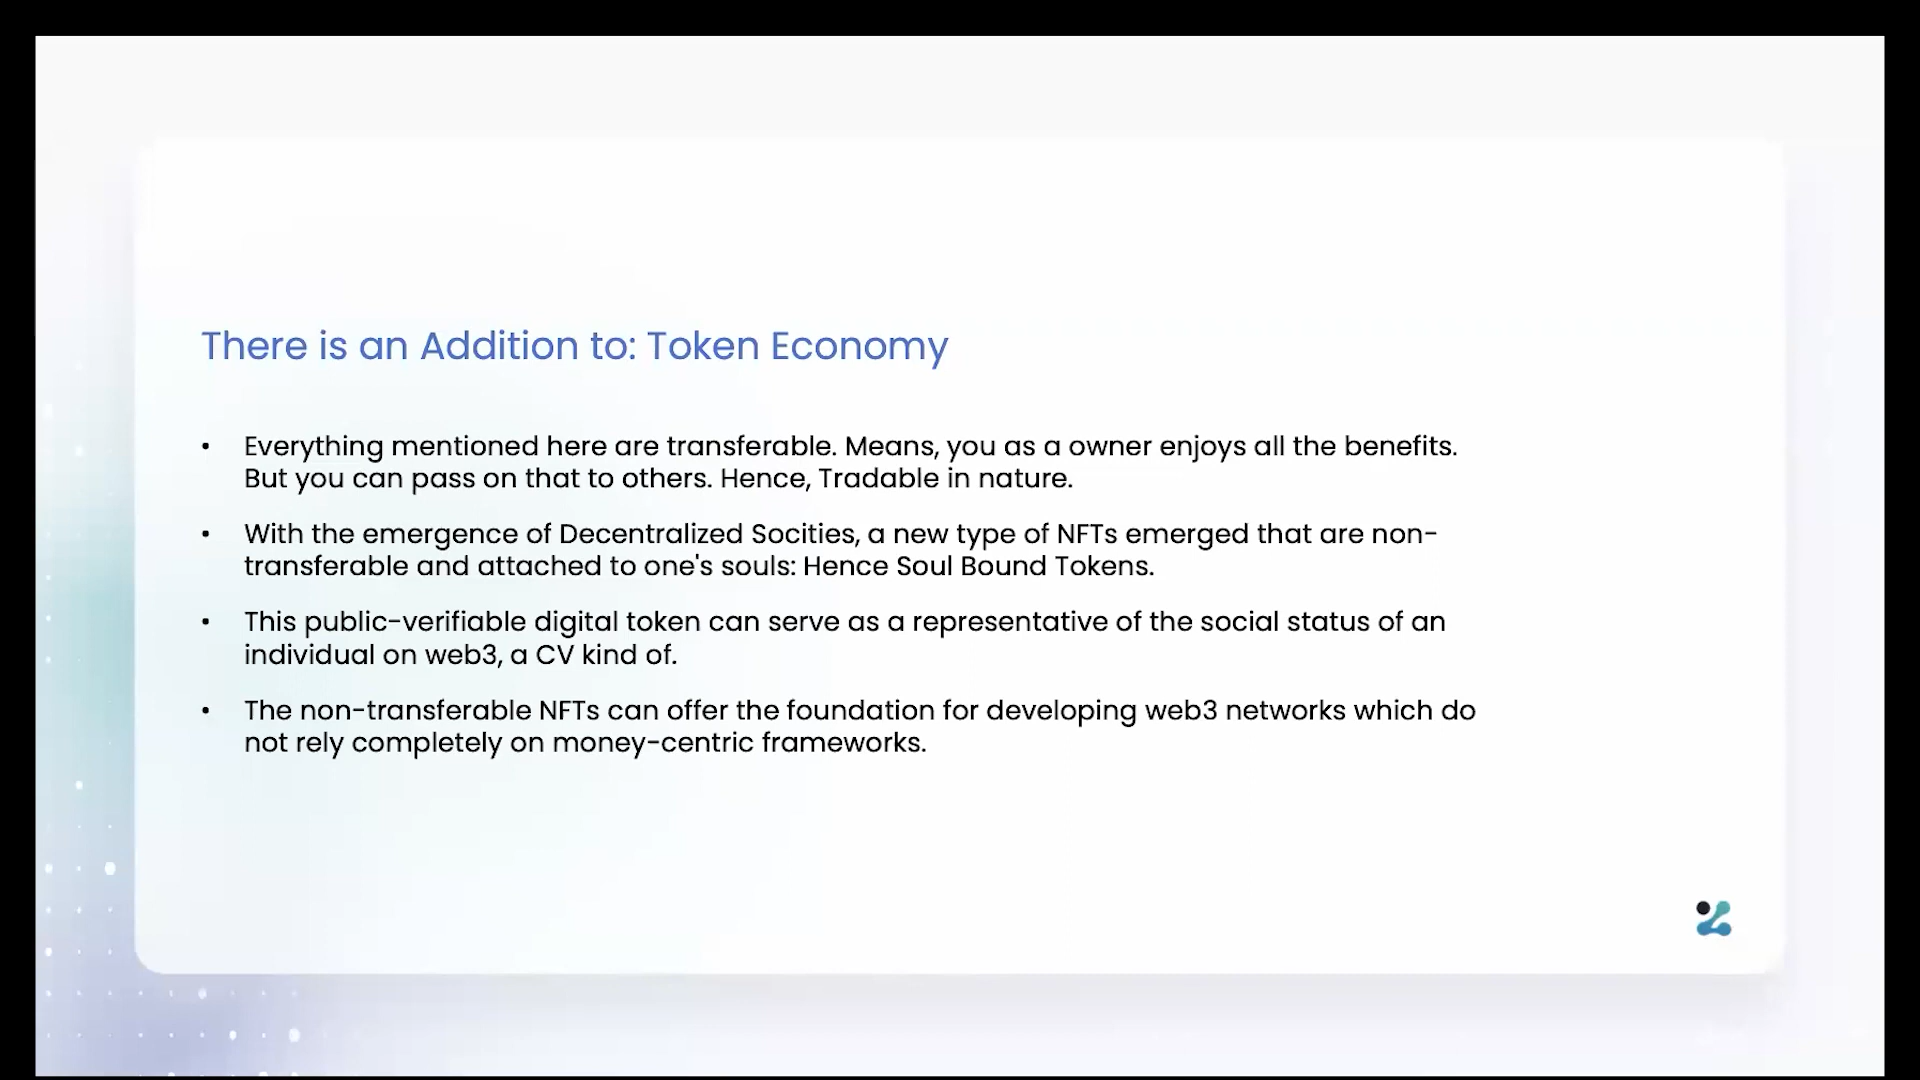 There is an Addition to: Token Economy
• Everything mentioned here are transferable. Means, you as a owner enjoys all the benefits.
But you can pass on that to others. Hence, Tradable in nature.
• With the emergence of Decentralized Socities, a new type of NFTs emerged that are non-
transferable and attached to one's souls: Hence Soul Bound Tokens.
• This public-verifiable digital token can serve as a representative of the social status of an
individual on web3, a CV kind of.
• The non-transferable NFTs can offer the foundation for developing web3 networks which do
not rely completely on money-centric frameworks.